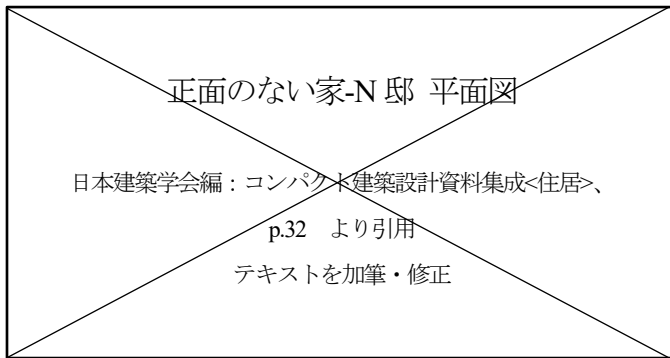 正面のない家-N 邸 平面図
日本建築学会編：コンパクト建築設計資料集成<住居>、
p.32　より引用
テキストを加筆・修正